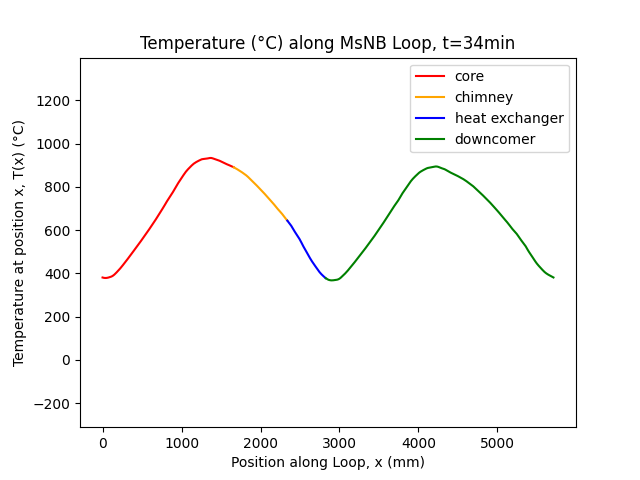 Temperature (°C) along MsNB Loop, t=34min
Temperature at position x, T(x) (°C)
1200
1000
800
600
400
200
0
−200
core
chimney
heat exchanger
downcomer
0 1000 2000 3000 4000 5000
Position along Loop, x (mm)